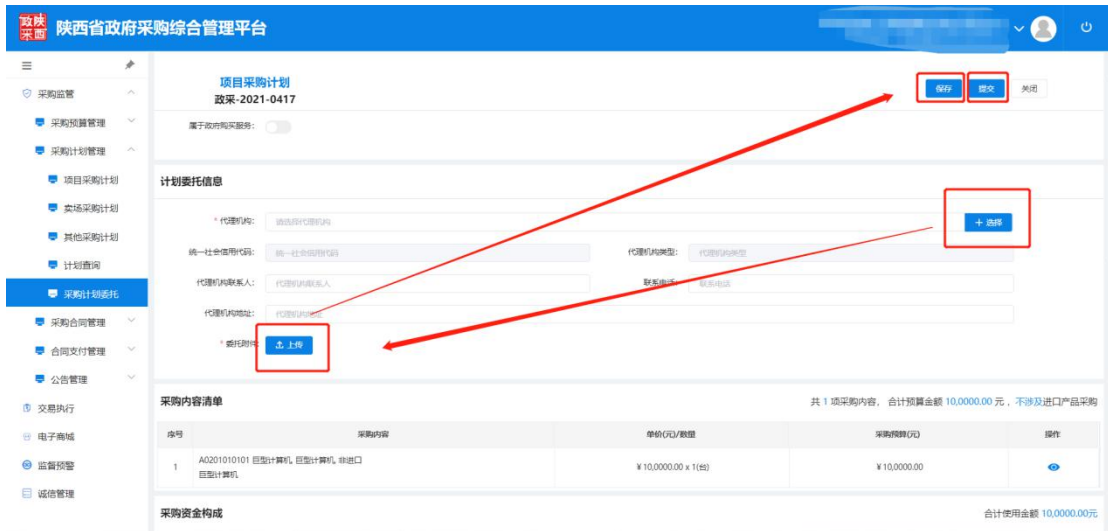 政陕
采西
陕西省政府采购综合管理平台
采购监管
采购预算管理
采购计划管理
项目采购计划
卖场采购计划
其他采购计划
计划查询
采购计划委托
采购合同管理
合同支付管理
公告管理
交易执行
电子商城
监督预警
诚信管理
项目采购计划
政采-2021-0417
保存 提交 关闭
属于政府购买服务：
计划委托信息
* 代理机构： 请选择代理机构 + 选择
统一社会信用代码： 统一社会信用代码 代理机构类型： 代理机构类型
代理机构联系人： 代理机构联系人 联系电话： 联系电话
代理机构地址： 代理机构地址
* 委托附件: 上传
采购内容清单 共 1 项采购内容， 合计预算金额 10,0000.00 元 ，不涉及进口产品采购
序号 采购内容 单价(元)/数量 采购预算(元) 操作
1 A0201010101 巨型计算机, 巨型计算机, 非进口
巨型计算机 ¥ 10,0000.00 x 1(台) ¥ 10,0000.00
采购资金构成 合计使用金额 10,0000.00元